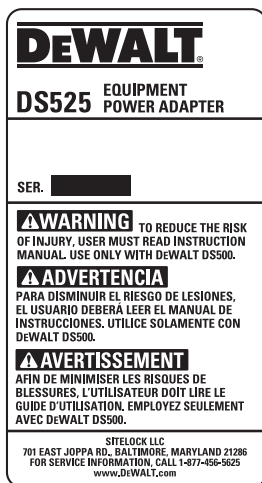 DEWALT®
DS525 EQUIPMENT
POWER ADAPTER
SER.
WARNING TO REDUCE THE RISK
OF INJURY, USER MUST READ INSTRUCTION
MANUAL. USE ONLY WITH DEWALT DS500.
ADVERTENCIA
PARA DISMINUIR EL RIESGO DE LESIONES,
EL USUARIO DEBERÁ LEER EL MANUAL DE
INSTRUCCIONES. UTILICE SOLAMENTE CON
DEWALT DS500.
AVERTISSEMENT
AFIN DE MINIMISER LES RISQUES DE
BLESSURES, L'UTILISATEUR DOIT LIRE LE
GUIDE D'UTILISATION. EMPLOYEZ SEULEMENT
AVEC DEWALT DS500.
SITELOCK LLC
701 EAST JOPPA RD., BALTIMORE, MARYLAND 21286
FOR SERVICE INFORMATION, CALL 1-877-456-5625
www.DEWALT.com